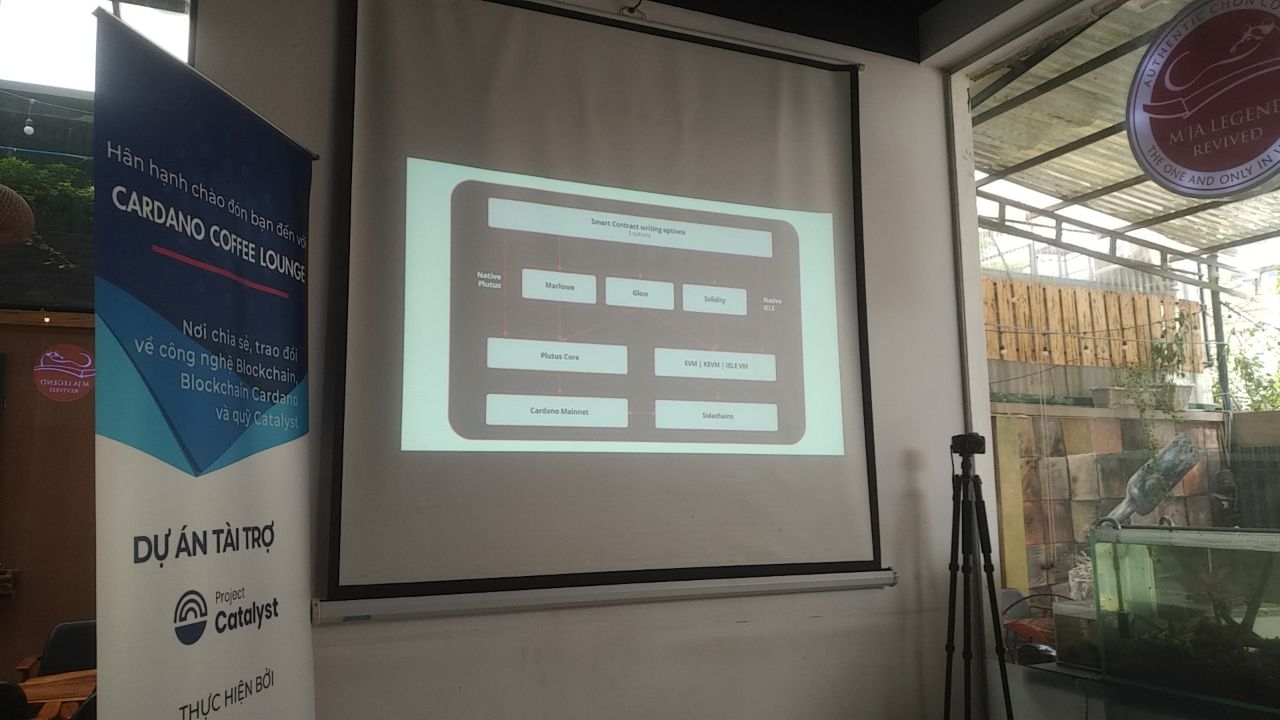 Hân hạnh chào đón bạn đến với
CARDANO COFFEE LOUNGE
Nơi chia sẻ, trao đổi
về công nghệ Blockchain,
Blockchain Cardano
và quỹ Catalyst
DỰ ÁN TÀI TRỢ
Project
Catalyst
THỰC HIỆN BỞI
M'JA LEGEND
REVIVED
Smart Contract writing options
5 options
Native
Plutus
Marlowe
Glow
Solidity
Native
IELE
Plutus Core
EVM | KEVM | IELE VM
Cardano Mainnet
Sidechains
AUTHENTIC CHON CO
M'JA LEGEND
REVIVED
THE ONE AND ONLY IN